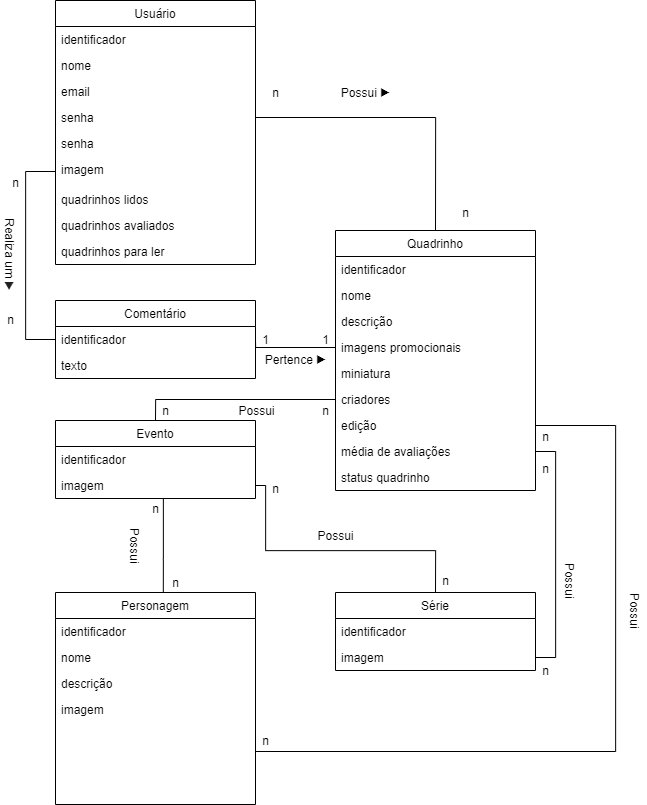 Usuário
identificador
nome
email
senha
senha
imagem
quadrinhos lidos
quadrinhos avaliados
quadrinhos para ler
n
Possui ►
n
n
Realiza um ►
n
Quadrinho
identificador
nome
descrição
imagens promocionais
miniatura
criadores
edição
média de avaliações
status quadrinho
Comentário
identificador
texto
1
1
Pertence ►
n
Possui
n
Evento
identificador
imagem
n
n
n
n
Possui
n
Possui
n
Possui
Possui
Personagem
identificador
nome
descrição
imagem
n
Série
identificador
imagem
n